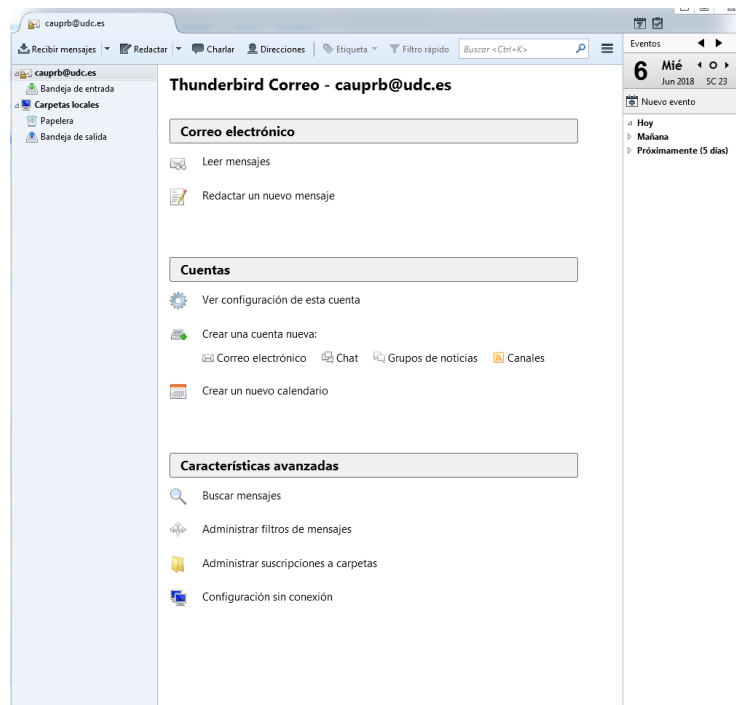 cauprb@udc.es
Recibir mensajes Redactar Charlar Direcciones Etiqueta Filtro rápido Buscar <Ctrl+K>
cauprb@udc.es
Bandeja de entrada
Carpetas locales
Papelera
Bandeja de salida
Thunderbird Correo - cauprb@udc.es
Correo electrónico
Leer mensajes
Redactar un nuevo mensaje
Cuentas
Ver configuración de esta cuenta
Crear una cuenta nueva:
Correo electrónico Chat Grupos de noticias Canales
Crear un nuevo calendario
Características avanzadas
Buscar mensajes
Administrar filtros de mensajes
Administrar suscripciones a carpetas
Configuración sin conexión
Eventos
6 Mié
Jun 2018 SC 23
Nuevo evento
Hoy
Mañana
Próximamente (5 días)